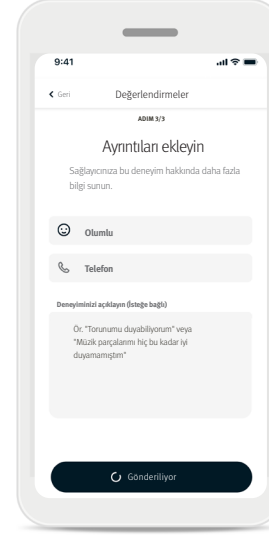 9:41
Geri
Değerlendirmeler
ADIM 3/3
Ayrıntıları ekleyin
Sağlayıcınıza bu deneyim hakkında daha fazla
bilgi sunun.
Olumlu
Telefon
Deneyiminizi açıklayın (İsteğe bağlı)
Ör. "Torunumu duyabiliyorum" veya
"Müzik parçalarımı hiç bu kadar iyi
duyamamıştım"
Gönderiliyor